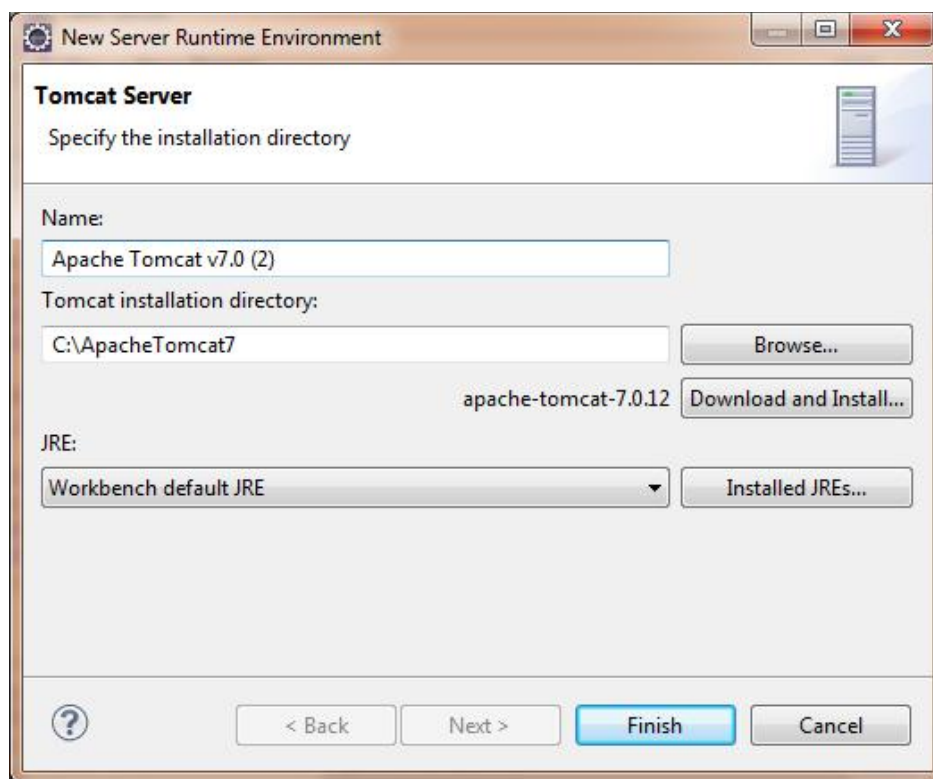 New Server Runtime Environment
Tomcat Server
Specify the installation directory
Name:
Apache Tomcat v7.0 (2)
Tomcat installation directory:
C:\ApacheTomcat7
Browse...
apache-tomcat-7.0.12
Download and Install...
JRE:
Workbench default JRE
Installed JREs...
?
< Back
Next >
Finish
Cancel